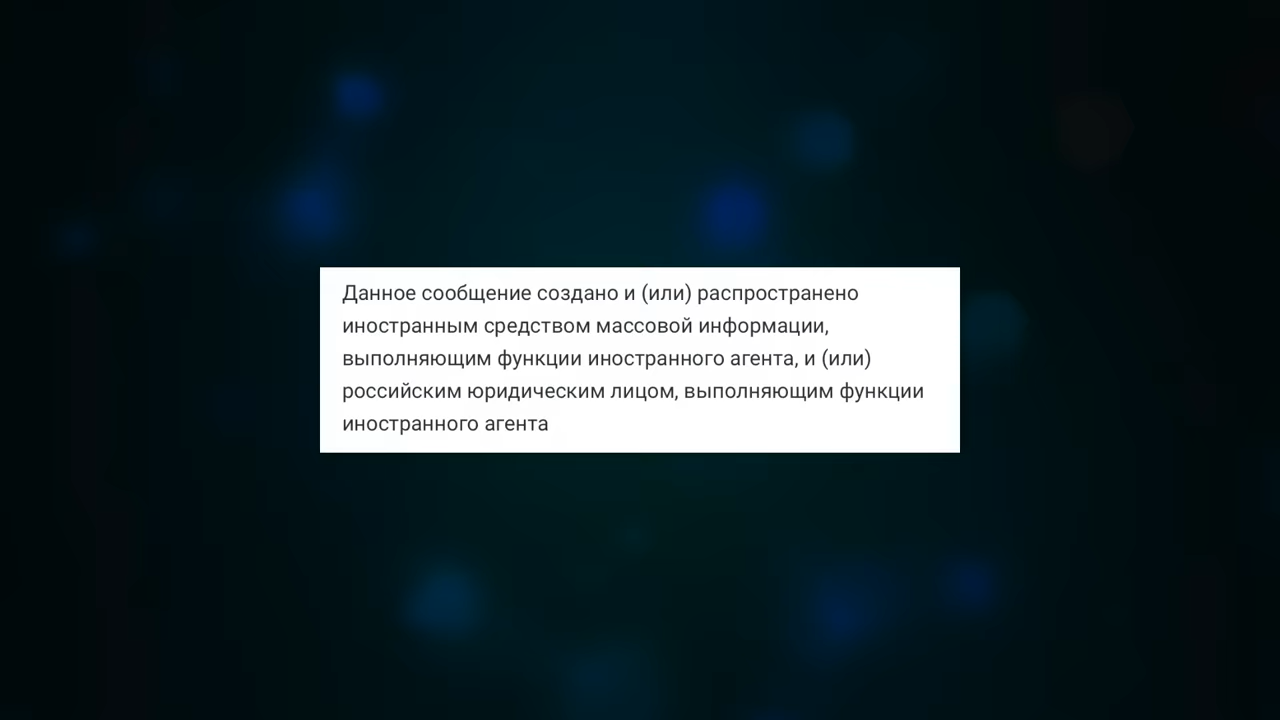 Данное сообщение создано и (или) распространено
иностранным средством массовой информации,
выполняющим функции иностранного агента, и (или)
российским юридическим лицом, выполняющим функции
иностранного агента